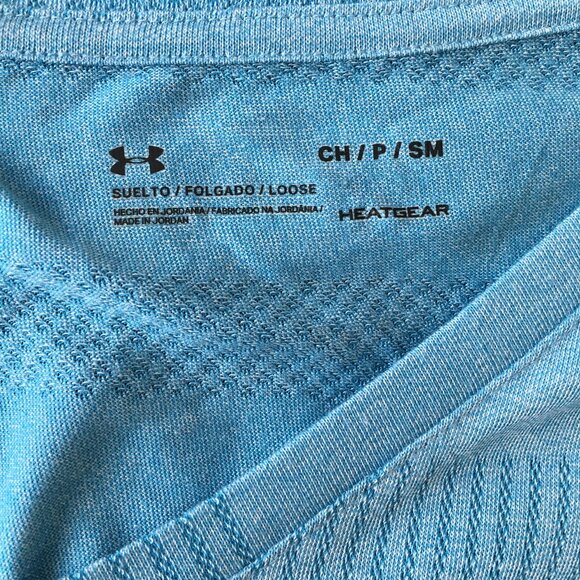 CH / P / SM
SUELTO / FOLGADO / LOOSE
HECHO EN JORDANIA / FABRICADO NA JORDÂNIA /
MADE IN JORDAN
HEATGEAR